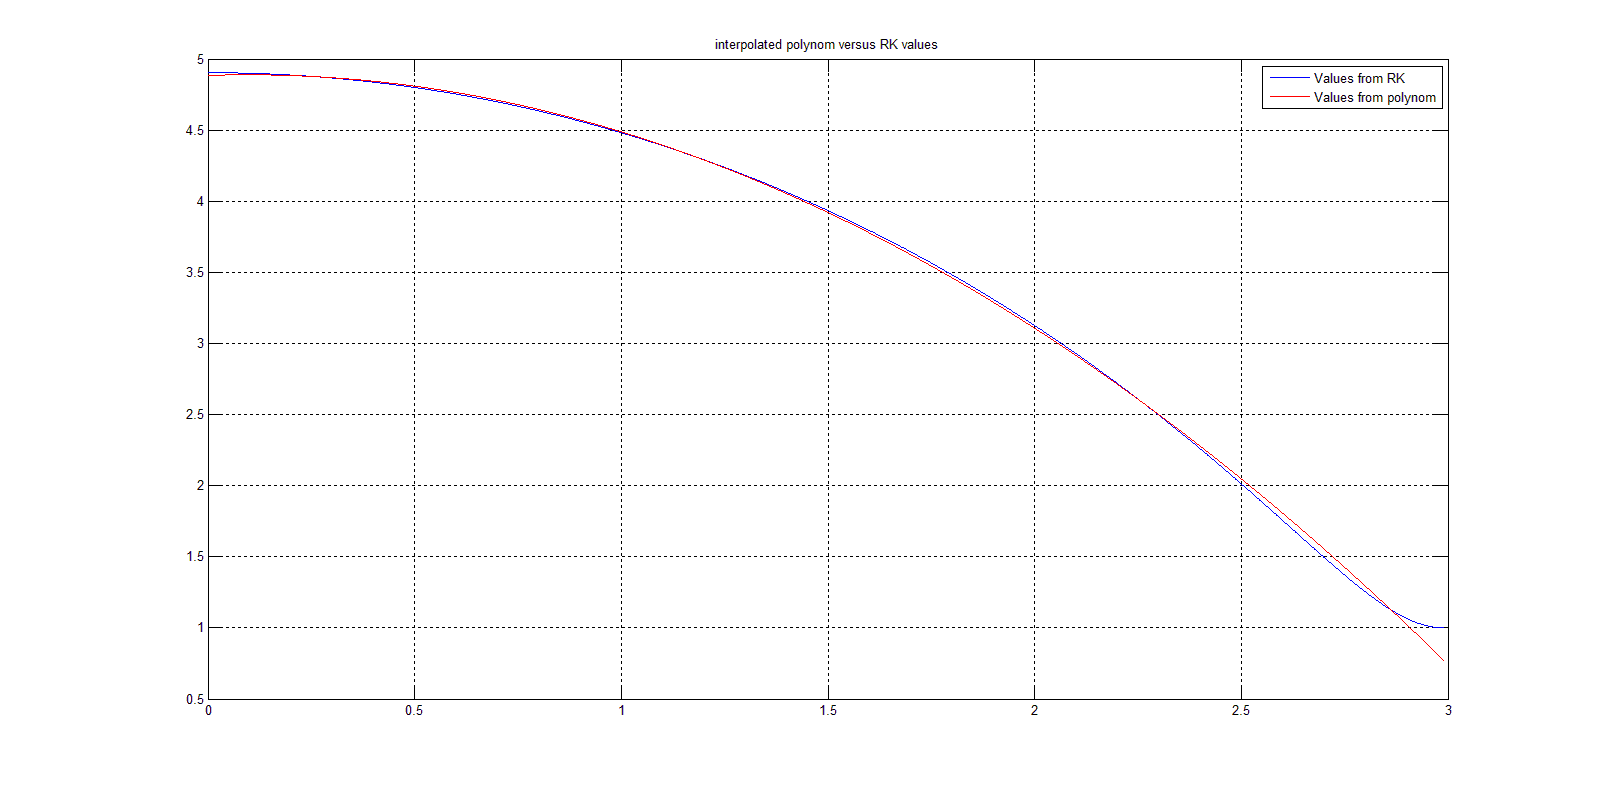 interpolated polynom versus RK values
Values from RK
Values from polynom
5
4.5
4
3.5
3
2.5
2
1.5
1
0.5
0 0.5 1 1.5 2 2.5 3